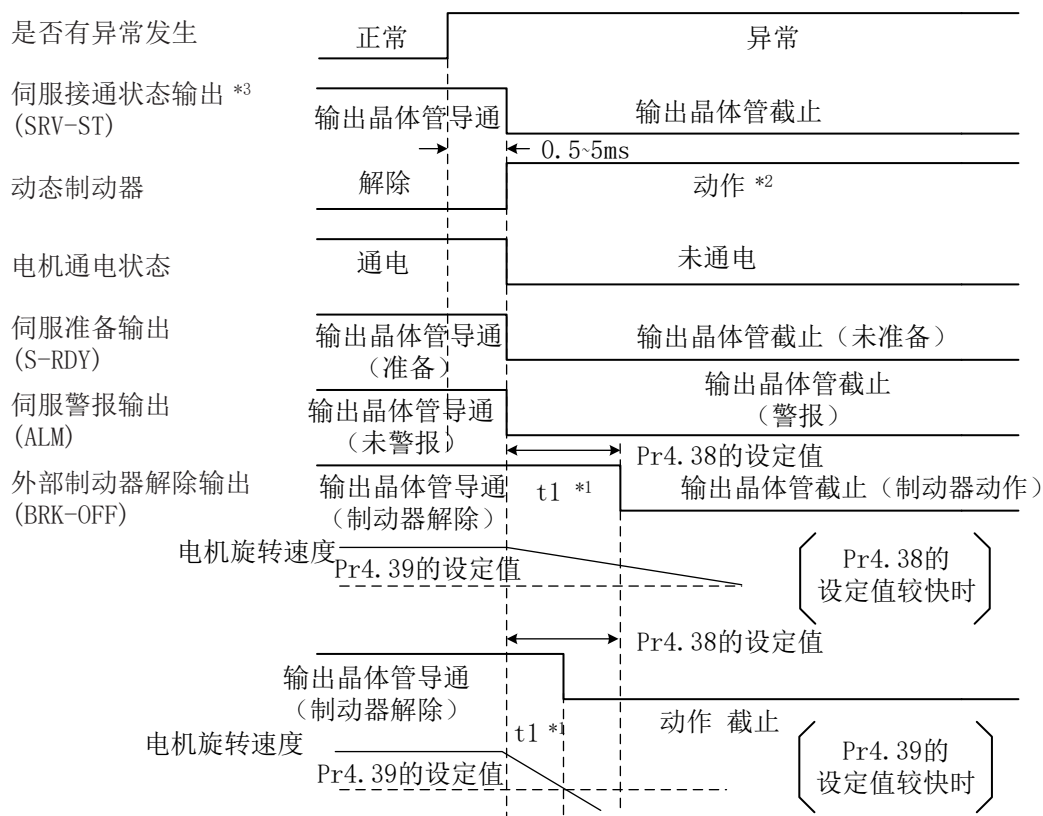 是否有异常发生
正常
异常
伺服接通状态输出 *3
(SRV-ST)
输出晶体管导通
输出晶体管截止
0.5~5ms
动态制动器
解除
动作 *2
电机通电状态
通电
未通电
伺服准备输出
(S-RDY)
输出晶体管导通
（准备）
输出晶体管截止（未准备）
伺服警报输出
(ALM)
输出晶体管导通
（未警报）
输出晶体管截止
（警报）
Pr4.38的设定值
外部制动器解除输出
(BRK-OFF)
输出晶体管导通
（制动器解除）
t1 *1
输出晶体管截止（制动器动作）
电机旋转速度
Pr4.39的设定值
Pr4.38的
设定值较快时
Pr4.38的设定值
输出晶体管导通
（制动器解除）
动作 截止
t1 *1
电机旋转速度
Pr4.39的设定值
Pr4.39的
设定值较快时